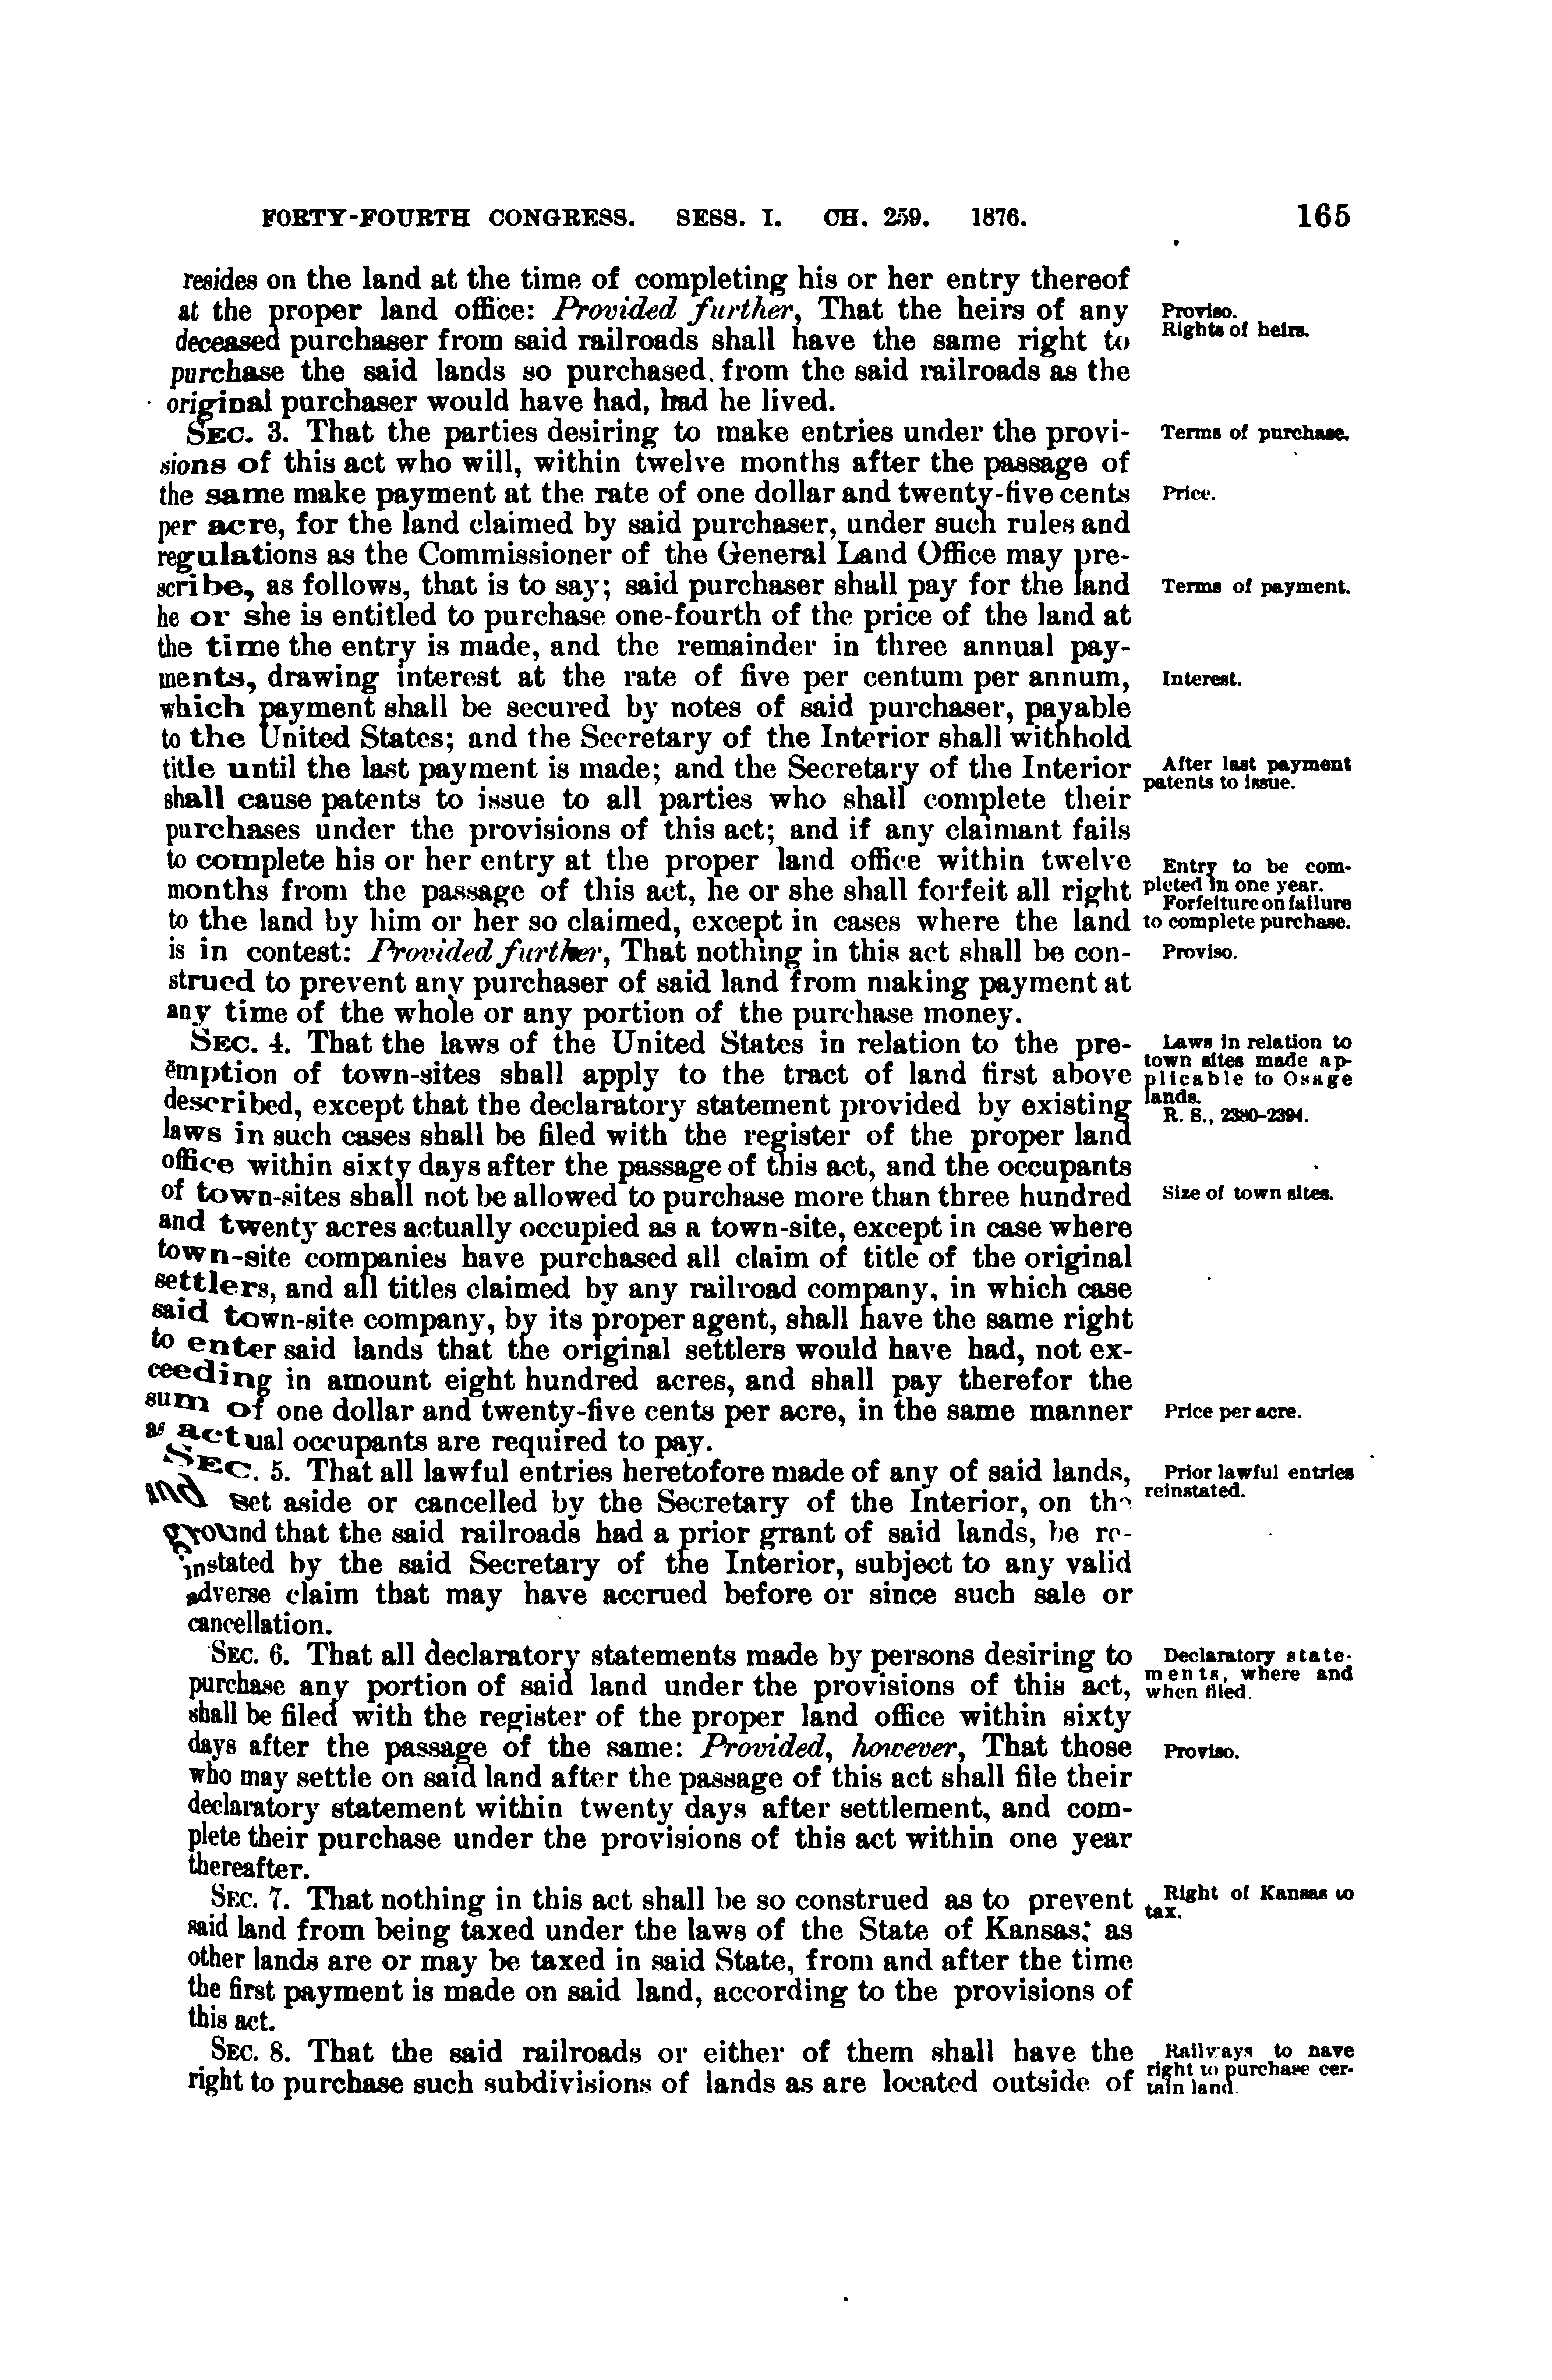 FORTY-FOURTH CONGRESS. SESS. I. CH. 259. 1876. 165
resides on the land at the time of completing his or her entry thereof
at the proper land office: Provided further, That the heirs of any
deceased purchaser from said railroads shall have the same right to
purchase the said lands so purchased from the said railroads as the
original purchaser would have had, had he lived.
SEC. 3. That the parties desiring to make entries under the provi-
sions of this act who will, within twelve months after the passage of
the same make payment at the rate of one dollar and twenty-five cents
per acre, for the land claimed by said purchaser, under such rules and
regulations as the Commissioner of the General Land Office may pre-
scribe, as follows, that is to say; said purchaser shall pay for the land
he or she is entitled to purchase one-fourth of the price of the land at
the time the entry is made, and the remainder in three annual pay-
ments, drawing interest at the rate of five per centum per annum,
which payment shall be secured by notes of said purchaser, payable
to the United States; and the Secretary of the Interior shall withhold
title until the last payment is made; and the Secretary of the Interior
shall cause patents to issue to all parties who shall complete their
purchases under the provisions of this act; and if any claimant fails
to complete his or her entry at the proper land office within twelve
months from the passage of this act, he or she shall forfeit all right
to the land by him or her so claimed, except in cases where the land
is in contest: Provided further, That nothing in this act shall be con-
strued to prevent any purchaser of said land from making payment at
any time of the whole or any portion of the purchase money.
SEC. 4. That the laws of the United States in relation to the pre-
emption of town-sites shall apply to the tract of land first above
described, except that the declaratory statement provided by existing
laws in such cases shall be filed with the register of the proper land
office within sixty days after the passage of this act, and the occupants
of town-sites shall not be allowed to purchase more than three hundred
and twenty acres actually occupied as a town-site, except in case where
town-site companies have purchased all claim of title of the original
settlers, and all titles claimed by any railroad company, in which case
said town-site company, by its proper agent, shall have the same right
to enter said lands that the original settlers would have had, not ex-
ceeding in amount eight hundred acres, and shall pay therefor the
sum of one dollar and twenty-five cents per acre, in the same manner
as actual occupants are required to pay.
SEC. 5. That all lawful entries heretofore made of any of said lands,
and set aside or cancelled by the Secretary of the Interior, on the
ground that the said railroads had a prior grant of said lands, be re-
instated by the said Secretary of the Interior, subject to any valid
adverse claim that may have accrued before or since such sale or
cancellation.
SEC. 6. That all declaratory statements made by persons desiring to
purchase any portion of said land under the provisions of this act,
shall be filed with the register of the proper land office within sixty
days after the passage of the same: Provided, however, That those
who may settle on said land after the passage of this act shall file their
declaratory statement within twenty days after settlement, and com-
plete their purchase under the provisions of this act within one year
thereafter.
SEC. 7. That nothing in this act shall be so construed as to prevent
said land from being taxed under the laws of the State of Kansas; as
other lands are or may be taxed in said State, from and after the time
the first payment is made on said land, according to the provisions of
this act.
SEC. 8. That the said railroads or either of them shall have the
right to purchase such subdivisions of lands as are located outside of
Proviso.
Rights of heirs.
Terms of purchase.
Price.
Terms of payment.
Interest.
After last payment
patents to issue.
Entry to be com-
pleted in one year.
Forfeiture on failure
to complete purchase.
Proviso.
Laws in relation to
town sites made ap-
plicable to Osage
lands.
R. S., 2380-2394.
Size of town sites.
Price per acre.
Prior lawful entries
reinstated.
Declaratory state-
ments, where and
when filed.
Proviso.
Right of Kansas to
tax.
Railways to have
right to purchase cer-
tain land.